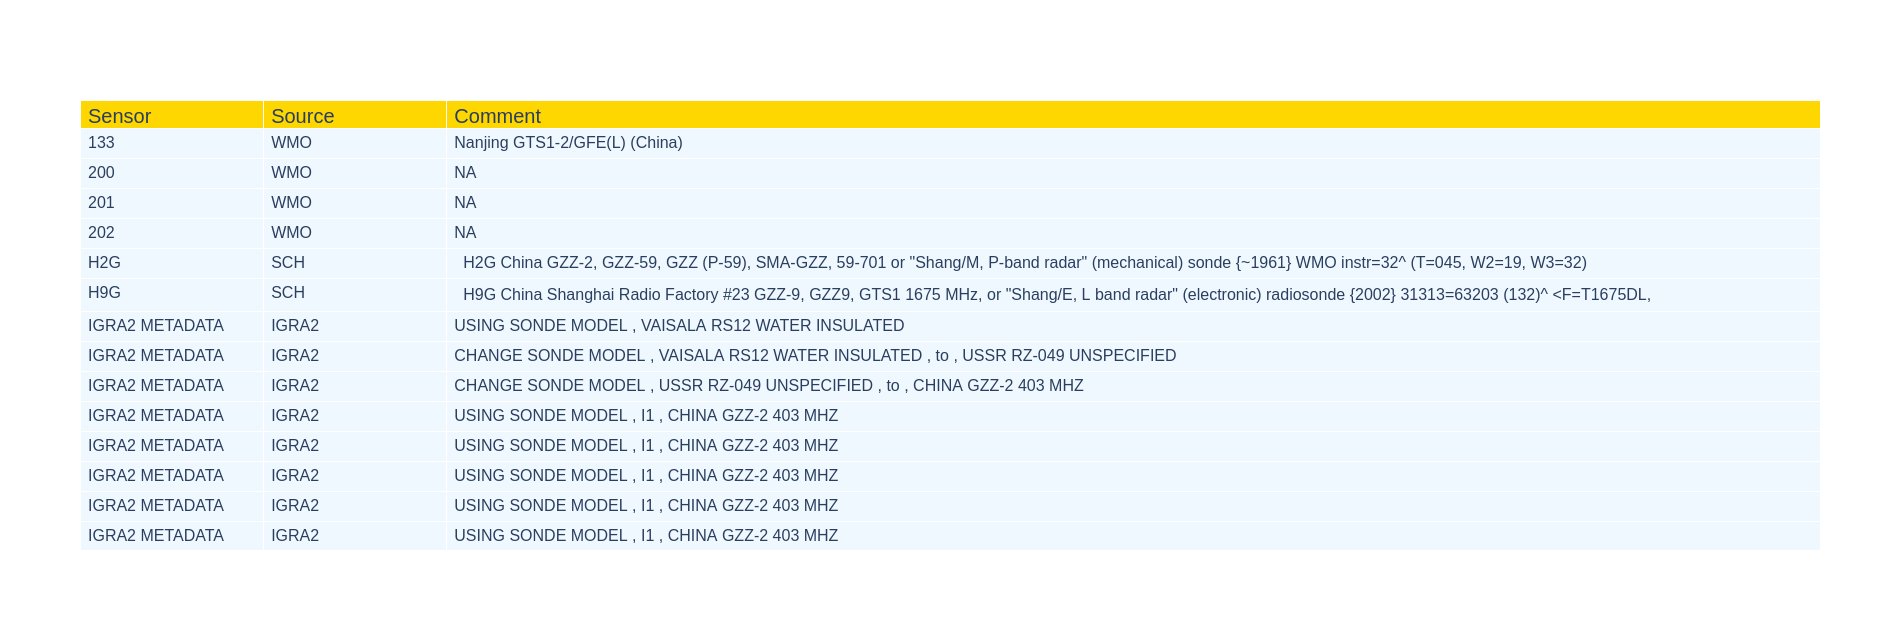 Sensor Source Comment
133 WMO Nanjing GTS1-2/GFE(L) (China)
200 WMO NA
201 WMO NA
202 WMO NA
H2G SCH H2G China GZZ-2, GZZ-59, GZZ (P-59), SMA-GZZ, 59-701 or "Shang/M, P-band radar" (mechanical) sonde {~1961} WMO instr=32^ (T=045, W2=19, W3=32)
H9G SCH H9G China Shanghai Radio Factory #23 GZZ-9, GZZ9, GTS1 1675 MHz, or "Shang/E, L band radar" (electronic) radiosonde {2002} 31313=63203 (132)^ <F=T1675DL,
IGRA2 METADATA IGRA2 USING SONDE MODEL , VAISALA RS12 WATER INSULATED
IGRA2 METADATA IGRA2 CHANGE SONDE MODEL , VAISALA RS12 WATER INSULATED , to , USSR RZ-049 UNSPECIFIED
IGRA2 METADATA IGRA2 CHANGE SONDE MODEL , USSR RZ-049 UNSPECIFIED , to , CHINA GZZ-2 403 MHZ
IGRA2 METADATA IGRA2 USING SONDE MODEL , I1 , CHINA GZZ-2 403 MHZ
IGRA2 METADATA IGRA2 USING SONDE MODEL , I1 , CHINA GZZ-2 403 MHZ
IGRA2 METADATA IGRA2 USING SONDE MODEL , I1 , CHINA GZZ-2 403 MHZ
IGRA2 METADATA IGRA2 USING SONDE MODEL , I1 , CHINA GZZ-2 403 MHZ
IGRA2 METADATA IGRA2 USING SONDE MODEL , I1 , CHINA GZZ-2 403 MHZ